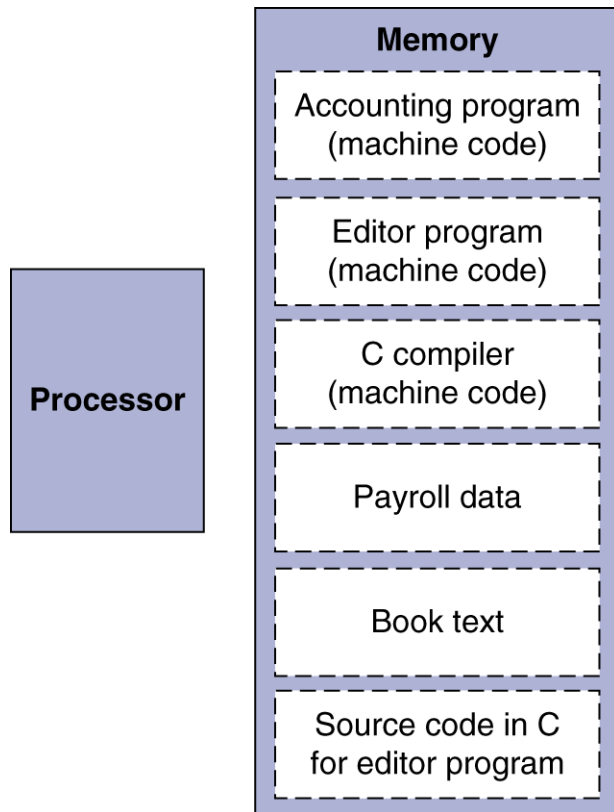 Memory
Accounting program
(machine code)
Editor program
(machine code)
C compiler
(machine code)
Processor
Payroll data
Book text
Source code in C
for editor program